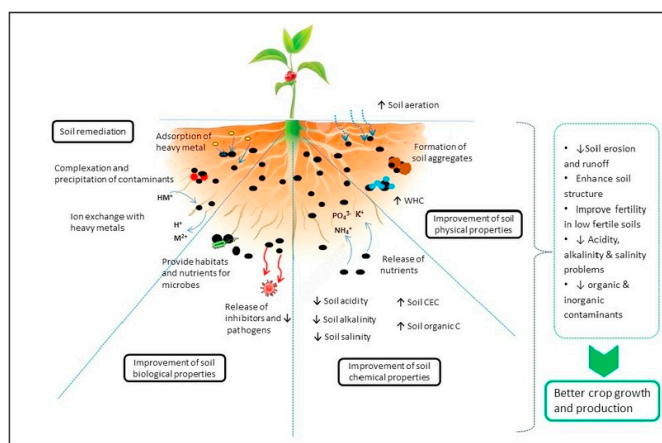 ↑ Soil aeration
Soil remediation
Adsorption of
heavy metal
Complexation and
precipitation of contaminants
HM⁺
Ion exchange with
heavy metals
H⁺
M²⁺
Provide habitats
and nutrients for
microbes
Release of
inhibitors and ↓
pathogens
Improvement of soil
biological properties
Formation of
soil aggregates
↑ WHC
Improvement of soil
physical properties
PO₄³⁻ K⁺
NH₄⁺
Release of
nutrients
↓ Soil acidity
↓ Soil alkalinity
↓ Soil salinity
↑ Soil CEC
↑ Soil organic C
Improvement of soil
chemical properties
• ↓Soil erosion
and runoff
• Enhance soil
structure
• Improve fertility
in low fertile soils
• ↓ Acidity,
alkalinity & salinity
problems
• ↓ organic &
inorganic
contaminants
Better crop growth
and production